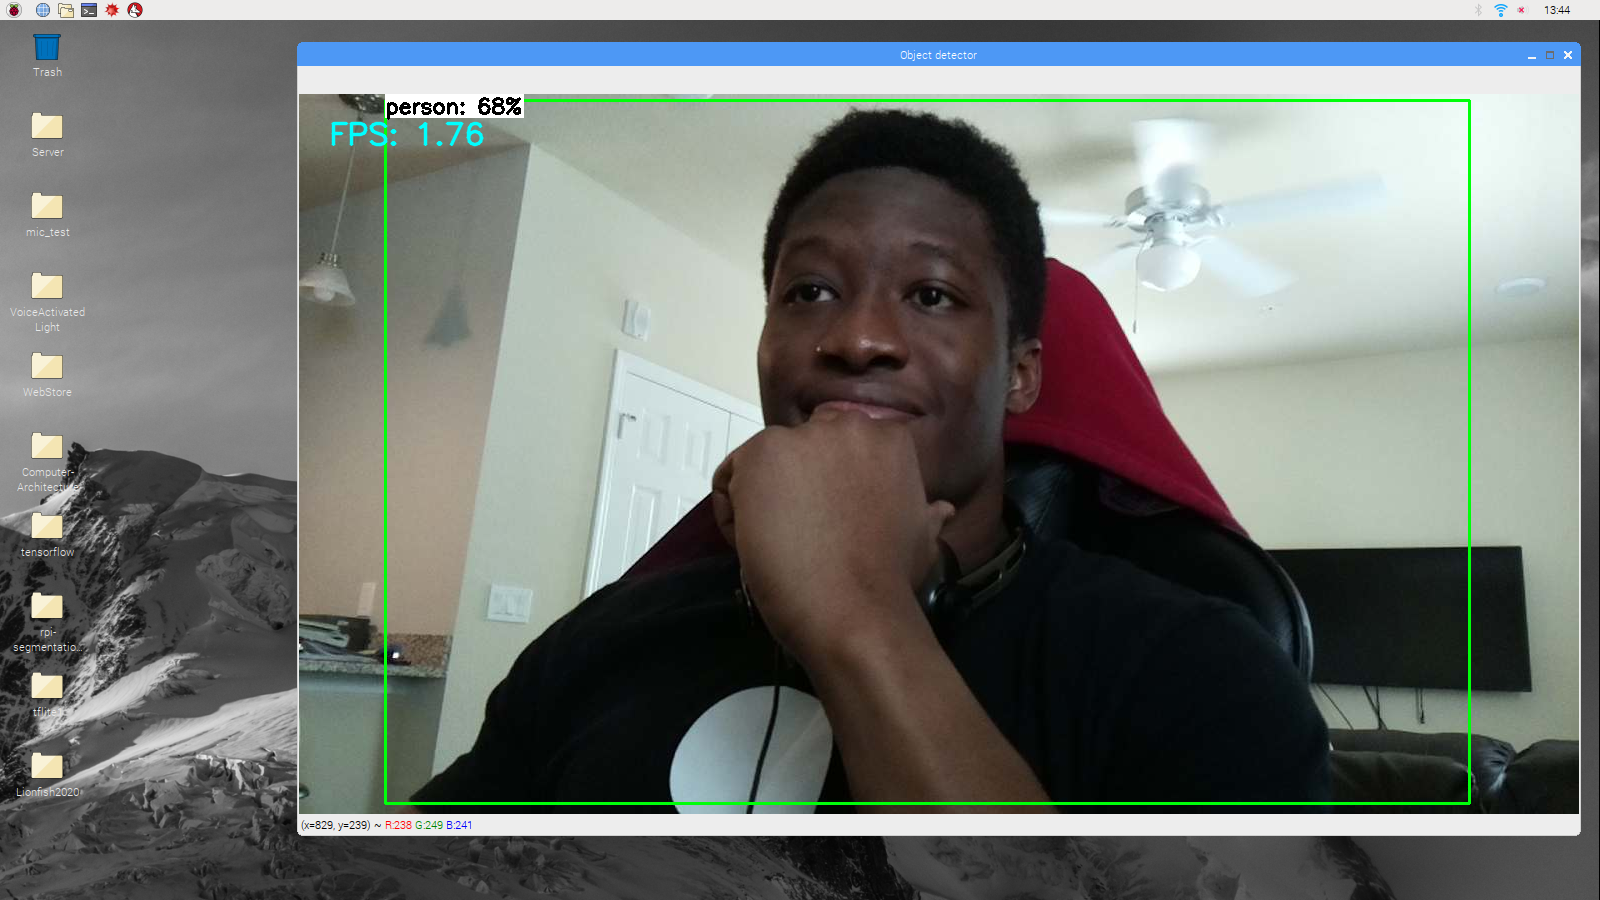 13:44
Trash
Server
mic_test
VoiceActivated
Light
WebStore
Computer-
Architecture
tensorflow
rpi-
segmentatio...
tflite
Lionfish2020
Object detector
person: 68%
FPS: 1.76
(x=829, y=239) ~ R:238 G:249 B:241